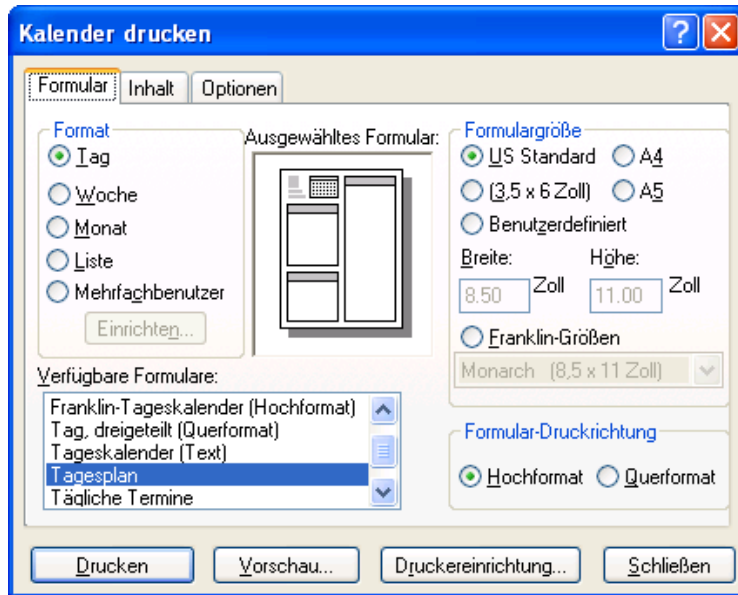 Kalender drucken
Formular Inhalt Optionen
Format
Tag
Woche
Monat
Liste
Mehrfachbenutzer
Einrichten...
Ausgewähltes Formular:
Formulargröße
US Standard A4
(3,5 x 6 Zoll) A5
Benutzerdefiniert
Breite: Höhe:
8.50 Zoll 11.00 Zoll
Franklin-Größen
Monarch (8,5 x 11 Zoll)
Verfügbare Formulare:
Franklin-Tageskalender (Hochformat)
Tag, dreigeteilt (Querformat)
Tageskalender (Text)
Tagesplan
Tägliche Termine
Formular-Druckrichtung
Hochformat Querformat
Drucken Vorschau... Druckereinrichtung... Schließen